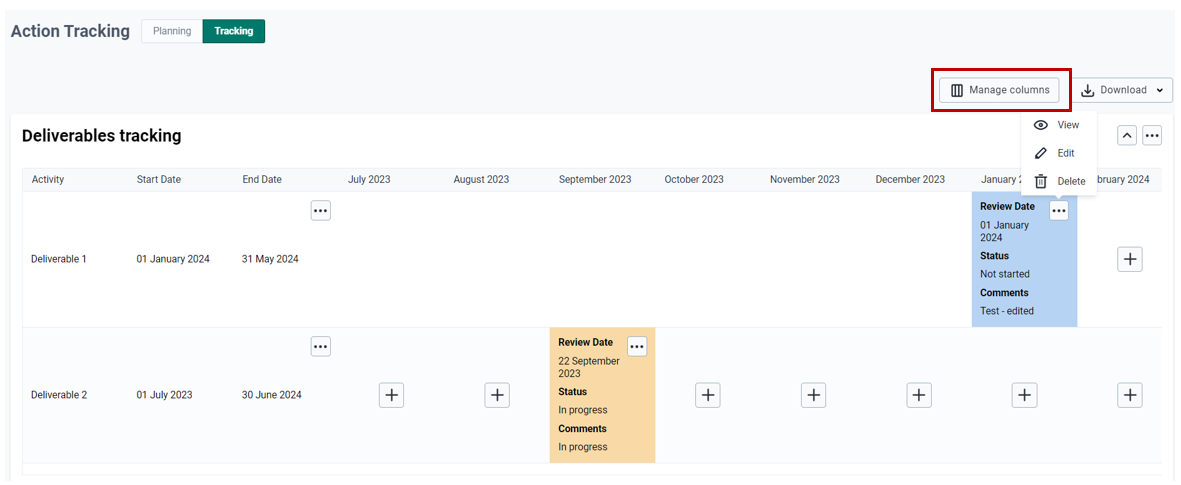 Action Tracking Planning Tracking
Manage columns Download
View
Deliverables tracking
Edit
Activity Start Date End Date July 2023 August 2023 September 2023 October 2023 November 2023 December 2023 January 2 bruary 2024
Delete
Review Date
01 January
2024
Status
Deliverable 1 01 January 2024 31 May 2024
Not started
Comments
Test - edited
Review Date
22 September
2023
Status
Deliverable 2 01 July 2023 30 June 2024
In progress
Comments
In progress